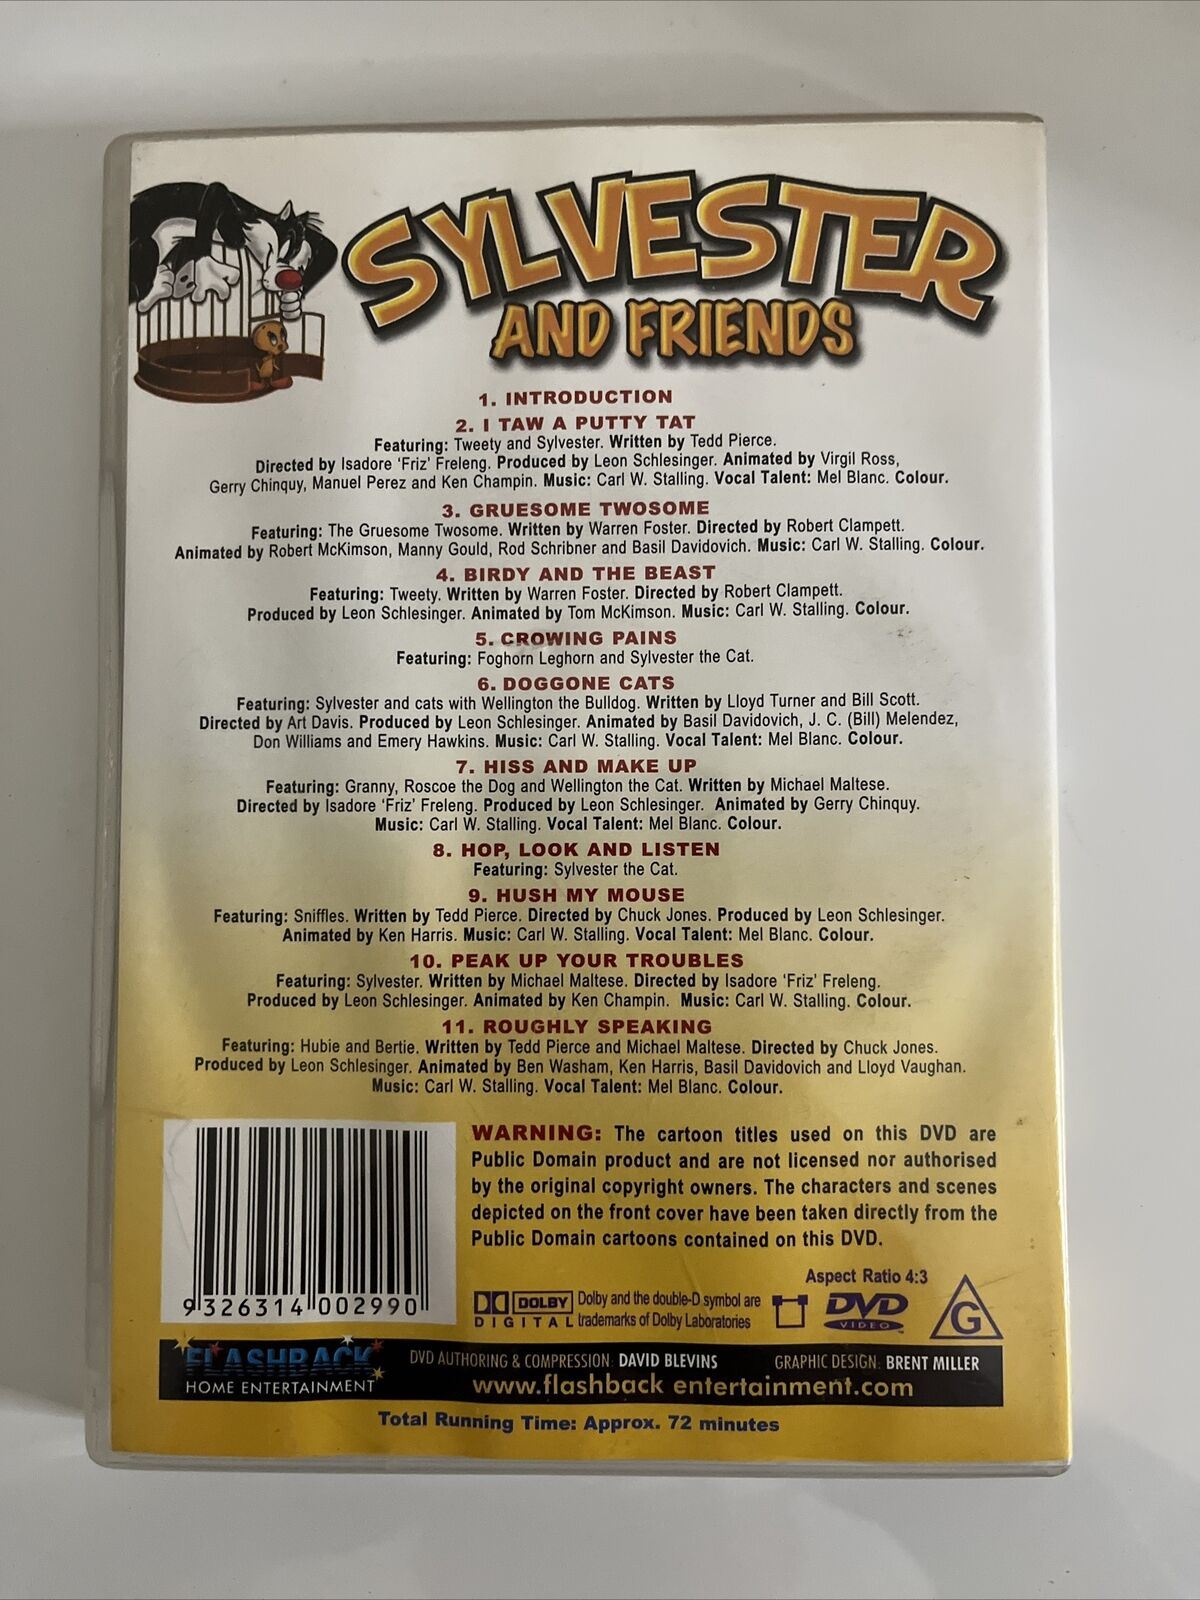 SYLVESTER
AND FRIENDS
1. INTRODUCTION
2. I TAW A PUTTY TAT
Featuring: Tweety and Sylvester. Written by Tedd Pierce.
Directed by Isadore 'Friz' Freleng. Produced by Leon Schlesinger. Animated by Virgil Ross,
Gerry Chinquy, Manuel Perez and Ken Champin. Music: Carl W. Stalling. Vocal Talent: Mel Blanc. Colour.
3. GRUESOME TWOSOME
Featuring: The Gruesome Twosome. Written by Warren Foster. Directed by Robert Clampett.
Animated by Robert McKimson, Manny Gould, Rod Schribner and Basil Davidovich. Music: Carl W. Stalling. Colour.
4. BIRDY AND THE BEAST
Featuring: Tweety. Written by Warren Foster. Directed by Robert Clampett.
Produced by Leon Schlesinger. Animated by Tom McKimson. Music: Carl W. Stalling. Colour.
5. CROWING PAINS
Featuring: Foghorn Leghorn and Sylvester the Cat.
6. DOGGONE CATS
Featuring: Sylvester and cats with Wellington the Bulldog. Written by Lloyd Turner and Bill Scott.
Directed by Art Davis. Produced by Leon Schlesinger. Animated by Basil Davidovich, J. C. (Bill) Melendez,
Don Williams and Emery Hawkins. Music: Carl W. Stalling. Vocal Talent: Mel Blanc. Colour.
7. HISS AND MAKE UP
Featuring: Granny, Roscoe the Dog and Wellington the Cat. Written by Michael Maltese.
Directed by Isadore 'Friz' Freleng. Produced by Leon Schlesinger. Animated by Gerry Chinquy.
Music: Carl W. Stalling. Vocal Talent: Mel Blanc. Colour.
8. HOP, LOOK AND LISTEN
Featuring: Sylvester the Cat.
9. HUSH MY MOUSE
Featuring: Sniffles. Written by Tedd Pierce. Directed by Chuck Jones. Produced by Leon Schlesinger.
Animated by Ken Harris. Music: Carl W. Stalling. Vocal Talent: Mel Blanc. Colour.
10. PEAK UP YOUR TROUBLES
Featuring: Sylvester. Written by Michael Maltese. Directed by Isadore 'Friz' Freleng.
Produced by Leon Schlesinger. Animated by Ken Champin. Music: Carl W. Stalling. Colour.
11. ROUGHLY SPEAKING
Featuring: Hubie and Bertie. Written by Tedd Pierce and Michael Maltese. Directed by Chuck Jones.
Produced by Leon Schlesinger. Animated by Ben Washam, Ken Harris, Basil Davidovich and Lloyd Vaughan.
Music: Carl W. Stalling. Vocal Talent: Mel Blanc. Colour.
WARNING: The cartoon titles used on this DVD are
Public Domain product and are not licensed nor authorised
by the original copyright owners. The characters and scenes
depicted on the front cover have been taken directly from the
Public Domain cartoons contained on this DVD.
9 326314 002990
Aspect Ratio 4:3
DOLBY
DIGITAL
Dolby and the double-D symbol are
trademarks of Dolby Laboratories
DVD
VIDEO
G
FLASHBACK
HOME ENTERTAINMENT
DVD AUTHORING & COMPRESSION: DAVID BLEVINS GRAPHIC DESIGN: BRENT MILLER
www.flashback entertainment.com
Total Running Time: Approx. 72 minutes